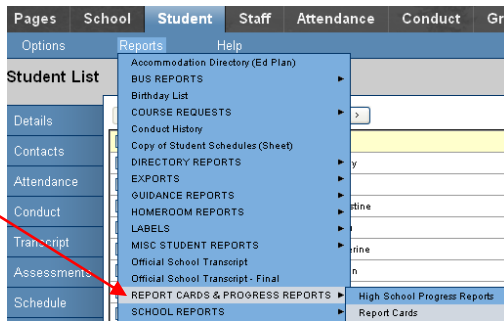 Pages School Student Staff Attendance Conduct Gr
Options Reports Help
Student List
Accommodation Directory (Ed Plan)
BUS REPORTS
Birthday List
Details
COURSE REQUESTS >
Conduct History
Contacts
Copy of Student Schedules (Sheet)
DIRECTORY REPORTS y
Attendance
EXPORTS
GUIDANCE REPORTS
Conduct
HOMEROOM REPORTS stine
LABELS
Transcript
MISC STUDENT REPORTS erine
Official School Transcript
Assessments
Official School Transcript - Final
REPORT CARDS & PROGRESS REPORTS High School Progress Reports
Schedule
SCHOOL REPORTS Report Cards